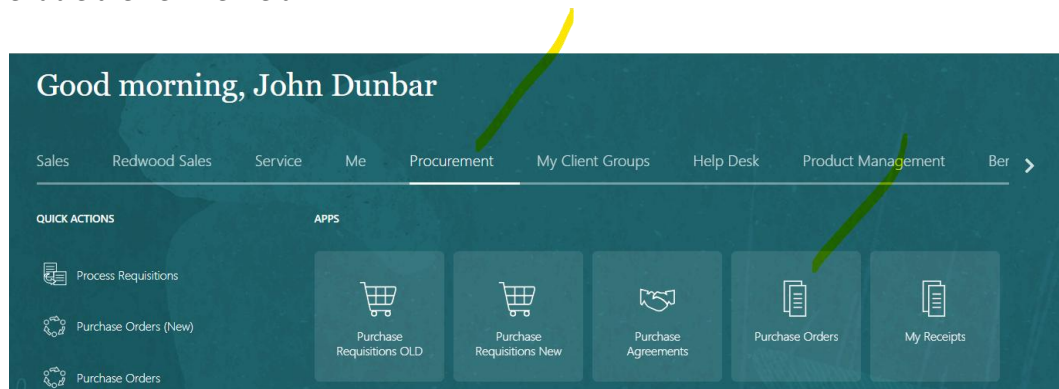 Good morning, John Dunbar
Sales Redwood Sales Service Me Procurement My Client Groups Help Desk Product Management Ber
QUICK ACTIONS APPS
Process Requisitions
Purchase Orders (New)
Purchase Orders
Purchase
Requisitions OLD
Purchase
Requisitions New
Purchase
Agreements
Purchase Orders
My Receipts